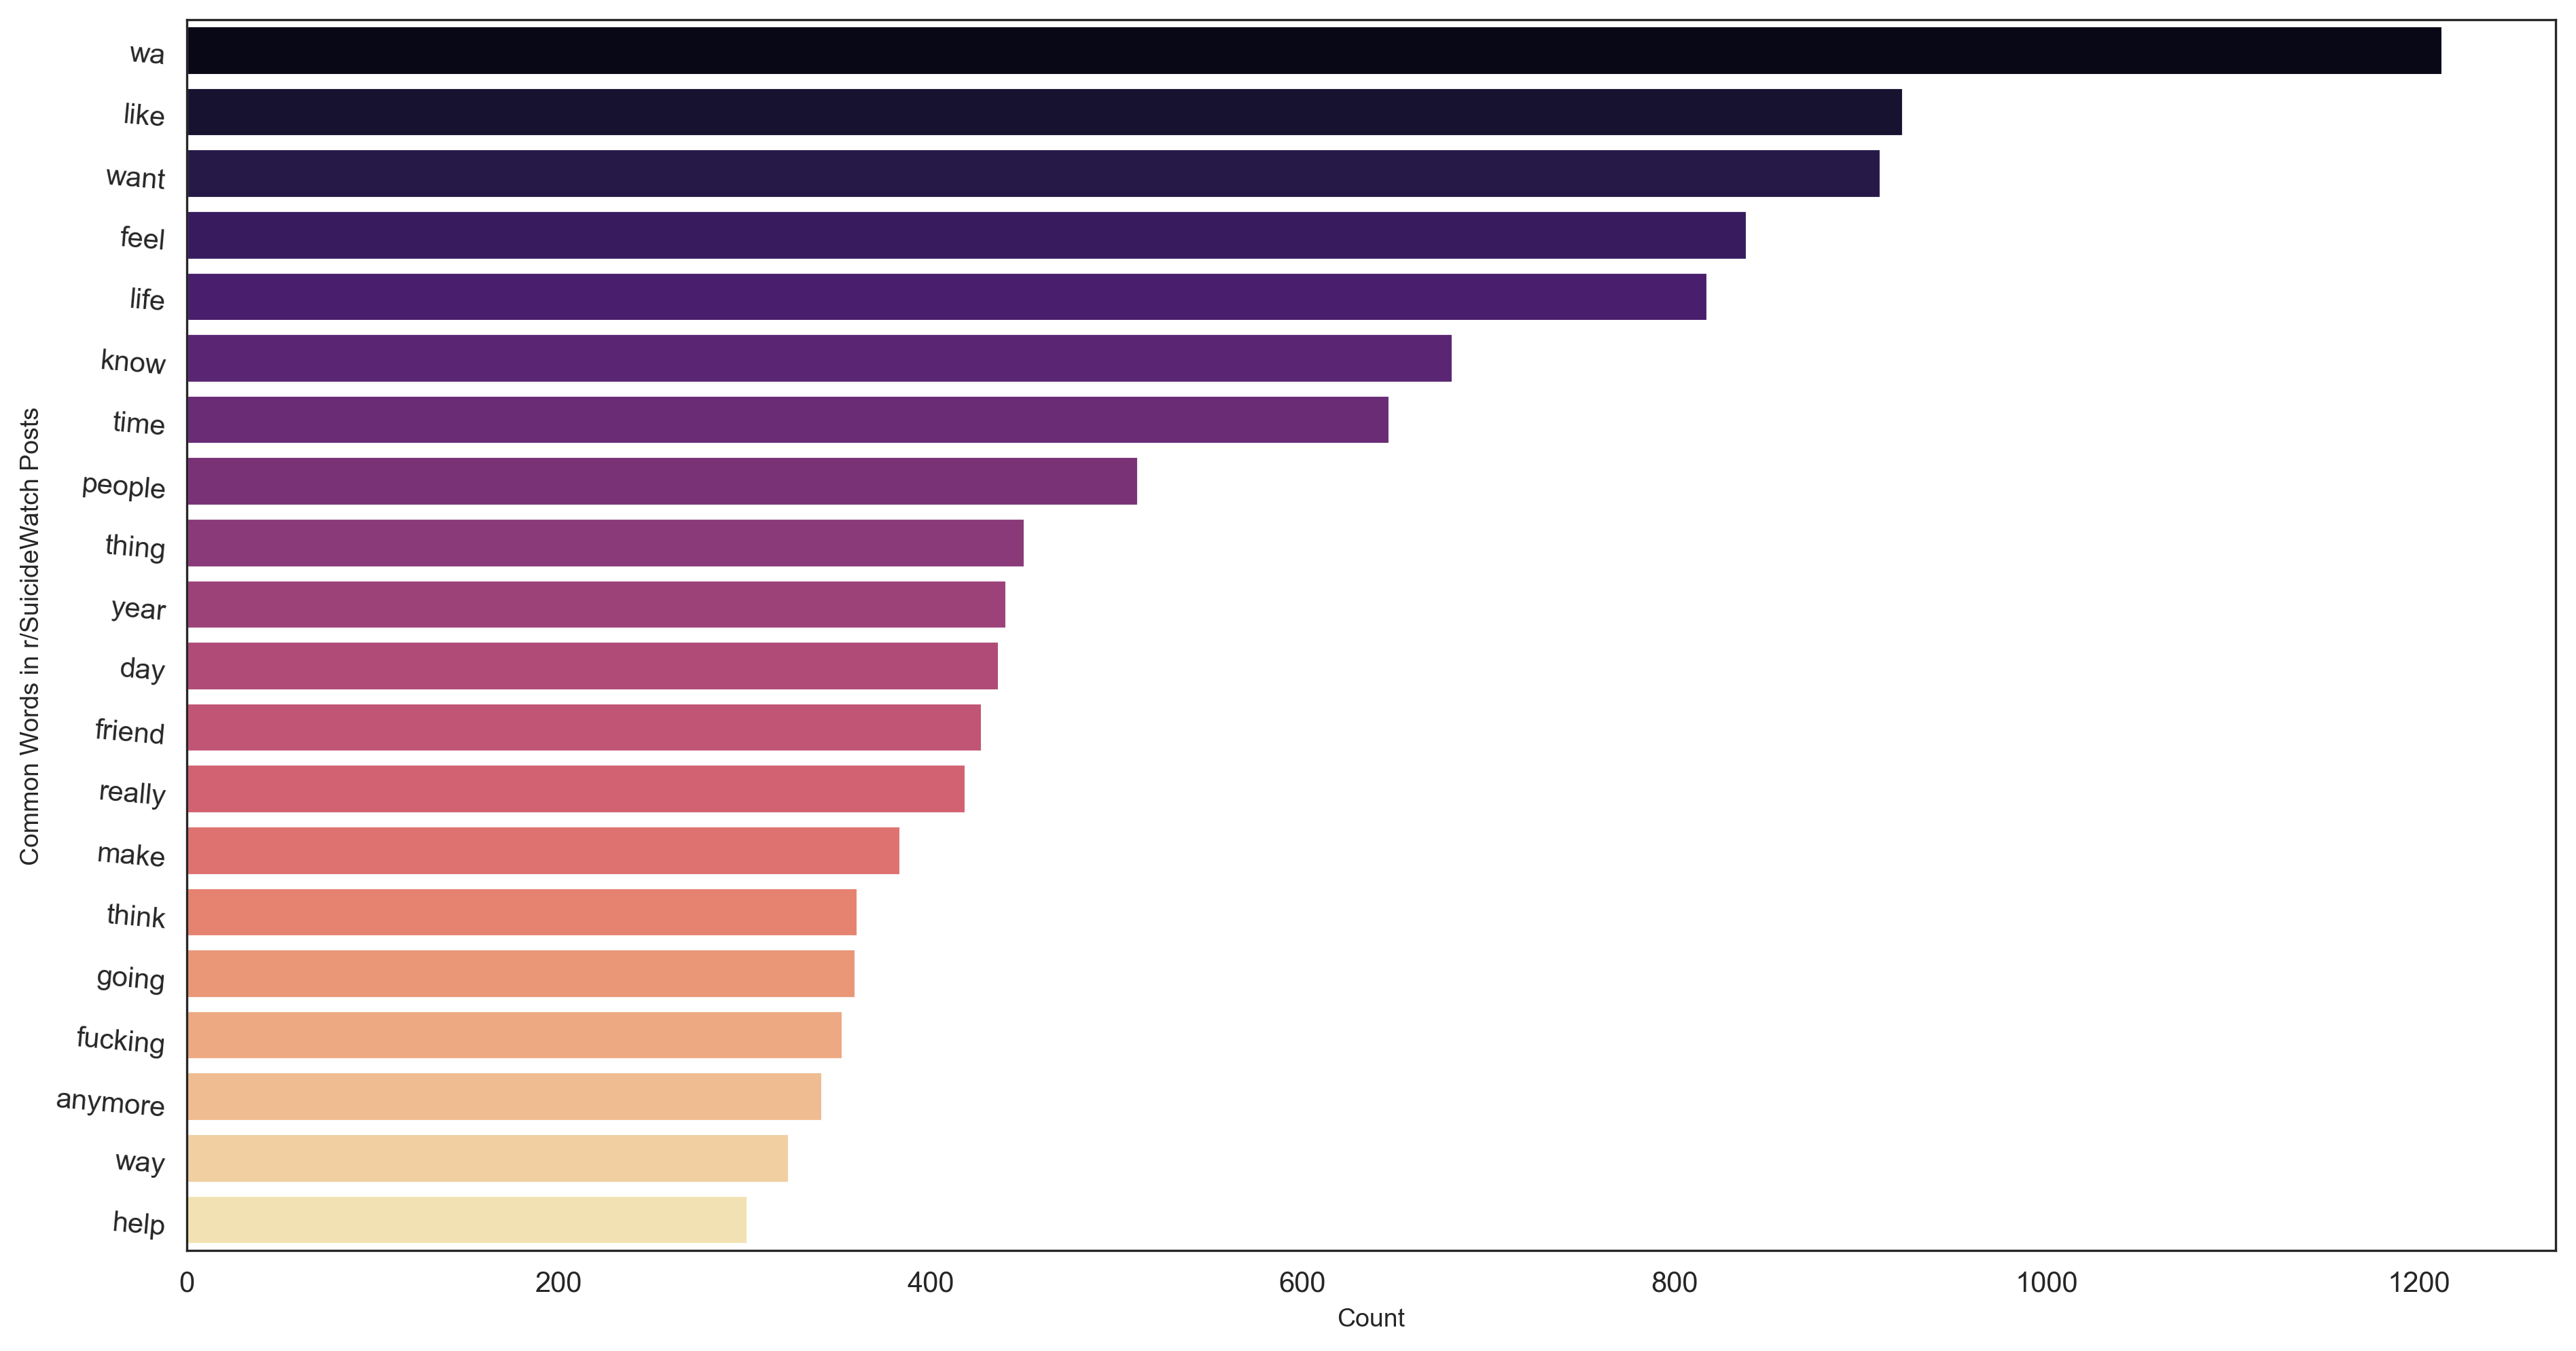 wa
like
want
feel
life
know
time
people
thing
year
day
friend
really
make
think
going
fucking
anymore
way
help
Common Words in r/SuicideWatch Posts
0 200 400 600 800 1000 1200
Count